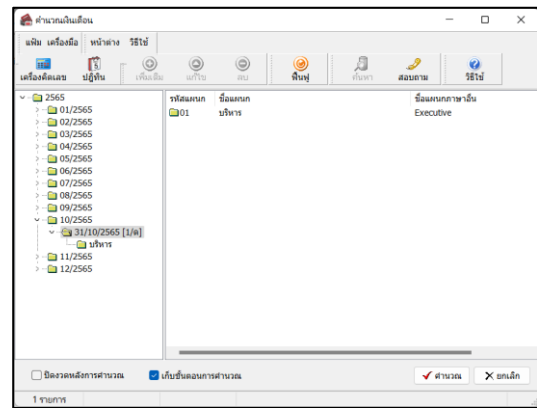 คำนวณเงินเดือน
แฟ้ม เครื่องมือ หน้าต่าง วิธีใช้
เครื่องคิดเลข ปฏิทิน เพิ่มเติม แก้ไข ลบ ฟื้นฟู ค้นหา สอบถาม วิธีใช้
2565
01/2565
02/2565
03/2565
04/2565
05/2565
06/2565
07/2565
08/2565
09/2565
10/2565
31/10/2565 [1/ด]
บริหาร
11/2565
12/2565
รหัสแผนก ชื่อแผนก ชื่อแผนกภาษาอื่น
01 บริหาร Executive
ปิดงวดหลังการคำนวณ เก็บขั้นตอนการคำนวณ คำนวณ ยกเลิก
1 รายการ